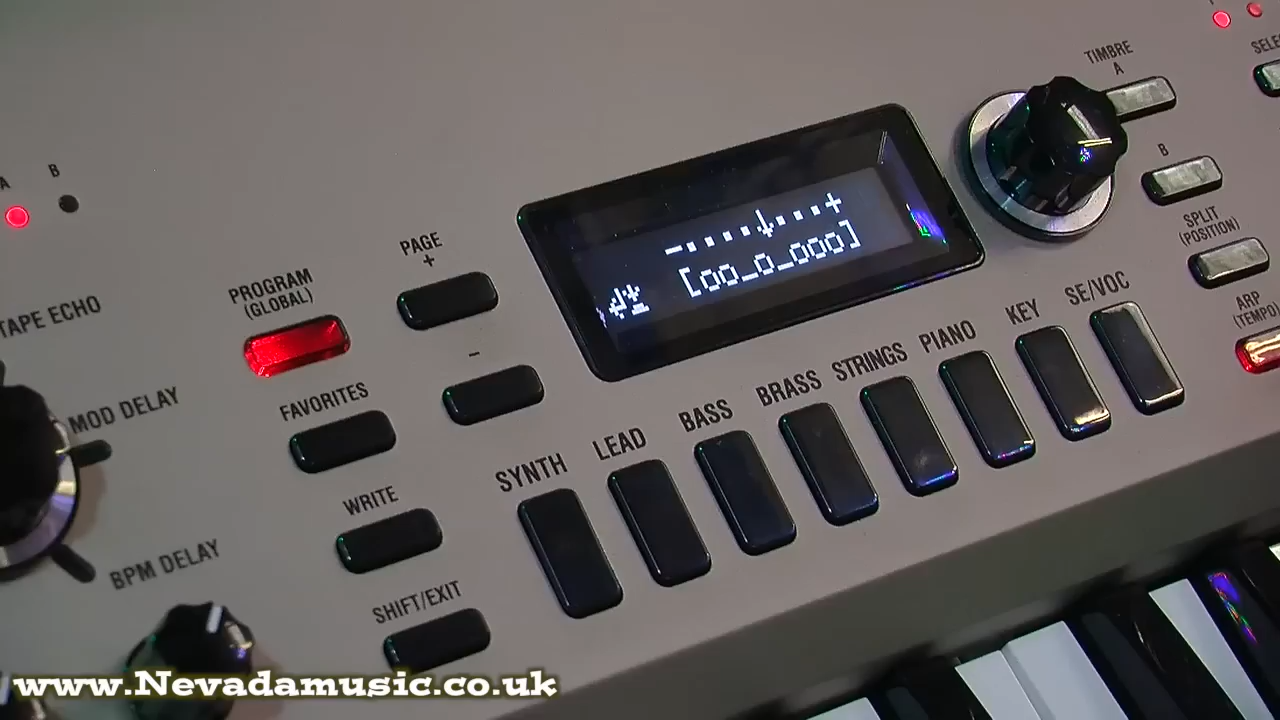 TIMBRE
A
SELE
A
B
B
SPLIT
(POSITION)
PAGE
+
-
PROGRAM
(GLOBAL)
TAPE ECHO
- +
[oo_o_ooo]
ARP
(TEMPO)
SE/VOC
KEY
PIANO
STRINGS
BRASS
BASS
LEAD
SYNTH
MOD DELAY
FAVORITES
WRITE
BPM DELAY
SHIFT/EXIT
www.Nevadamusic.co.uk